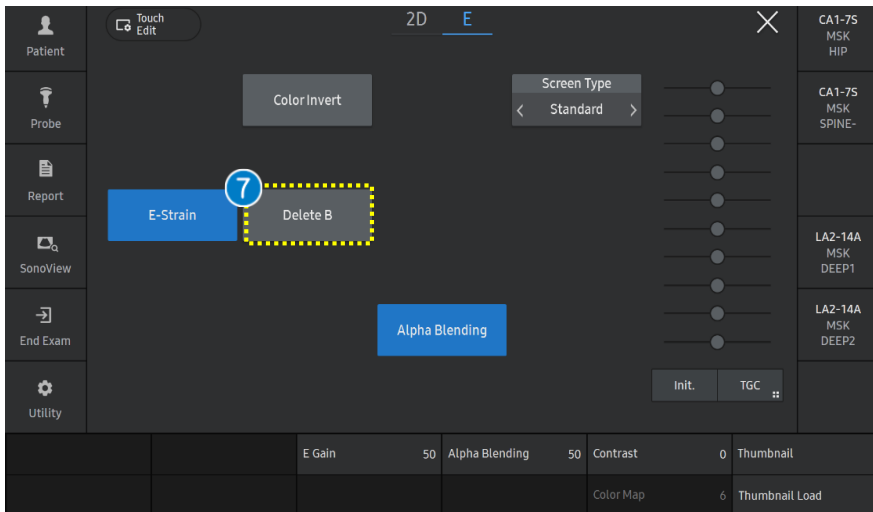 Patient
Probe
Report
SonoView
End Exam
Utility
Touch
Edit
2D E
Color Invert
Screen Type
< Standard >
7
E-Strain
Delete B
Alpha Blending
Init.
TGC
CA1-7S
MSK
HIP
CA1-7S
MSK
SPINE-
LA2-14A
MSK
DEEP1
LA2-14A
MSK
DEEP2
E Gain 50 Alpha Blending 50 Contrast 0 Thumbnail
Color Map 6 Thumbnail Load